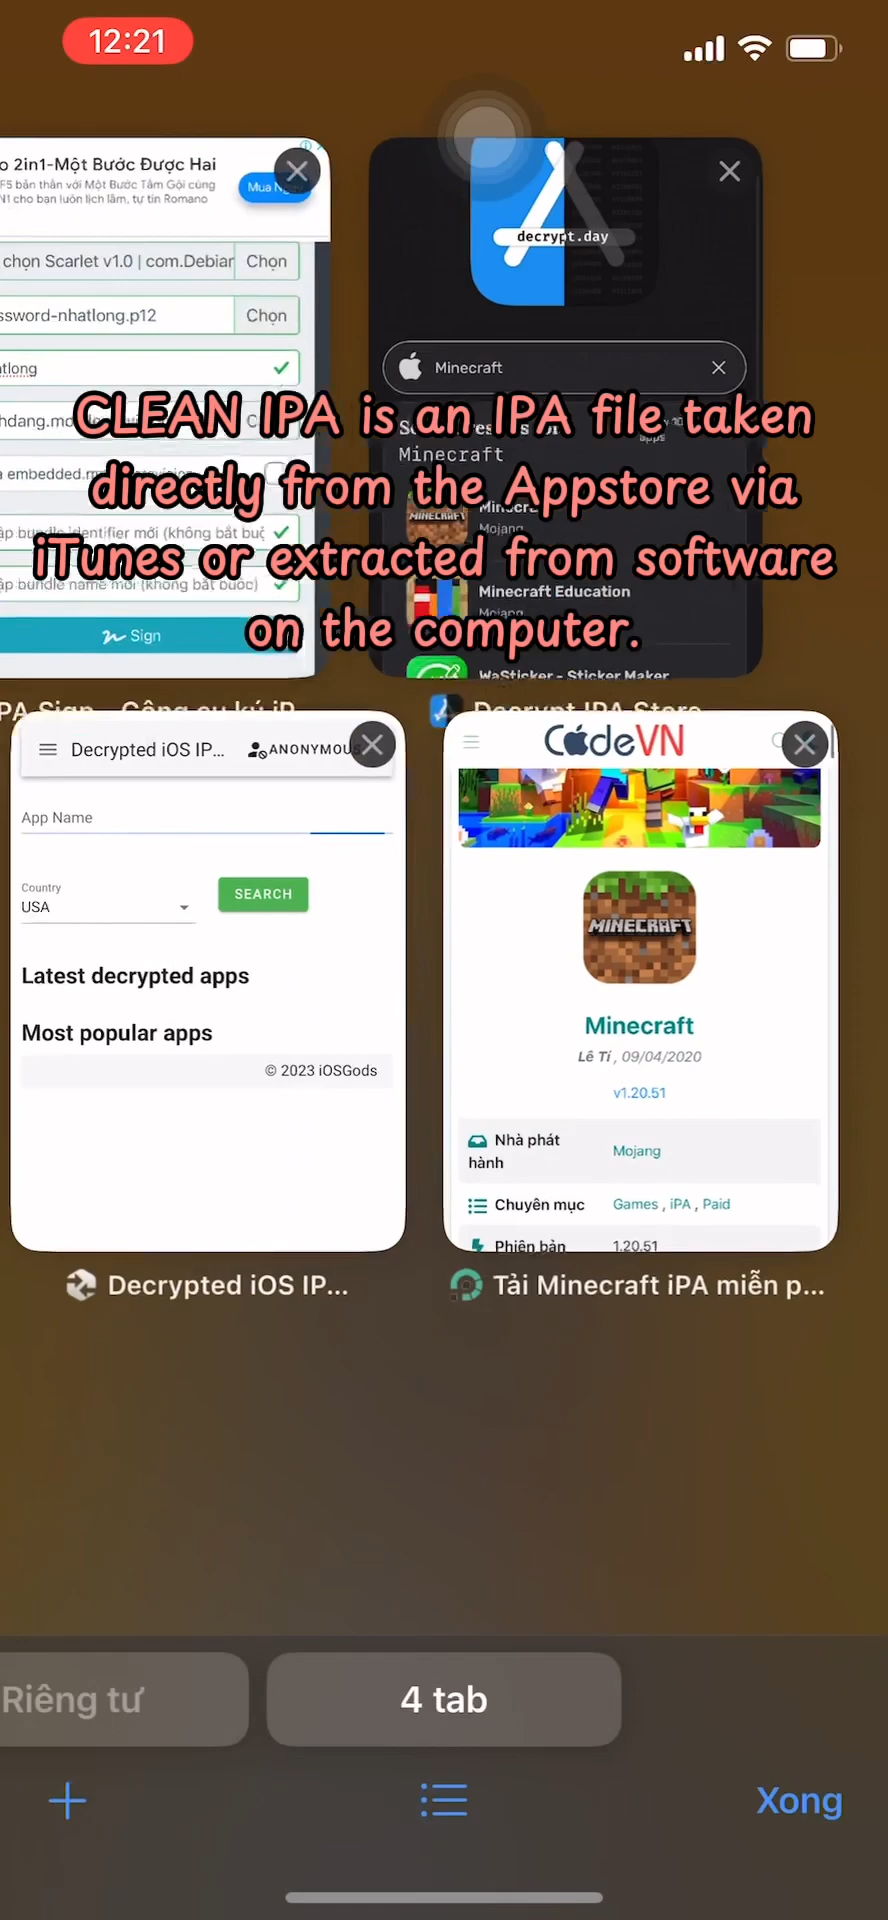 12:21
o 2in1-Một Bước Được Hai
F5 bản thân với Một Bước Tắm Gội cùng
N1 cho bạn luôn lịch lãm, tự tin Romano
Mua
chọn Scarlet v1.0 | com.Debian
Chọn
ssword-nhatlong.p12
Chọn
atlong
embedded.m
ập bundle identifier mới (không bắt buộ
ập bundle name mới (không bắt buộc)
Sign
decrypt.day
Minecraft
Minecraft
MINECRAFT
Mojang
Minecraft Education
Mojang
WaSticker - Sticker Maker
CLEAN IPA is an IPA file taken
directly from the Appstore via
iTunes or extracted from software
on the computer.
PA Sign - Công cụ ký iP
Decrypt IPA Store
Decrypted iOS IP...
ANONYMOUS
App Name
Country
USA
SEARCH
Latest decrypted apps
Most popular apps
© 2023 iOSGods
Decrypted iOS IP...
CodeVN
MINECRAFT
Minecraft
Lê Tí , 09/04/2020
v1.20.51
Nhà phát
hành
Mojang
Chuyên mục
Games , iPA , Paid
Phiên bản
1.20.51
Tải Minecraft iPA miễn p...
Riêng tư
4 tab
Xong